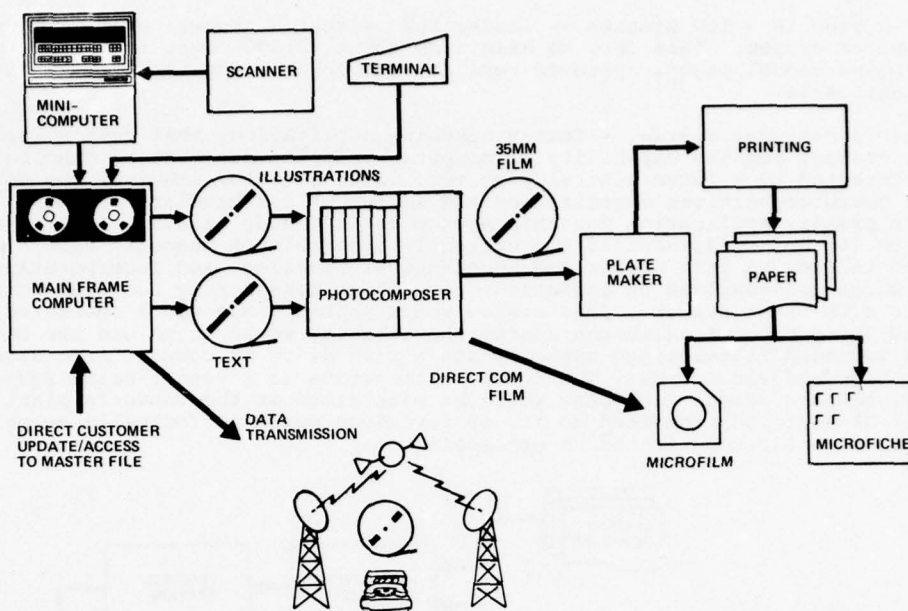 SCANNER
TERMINAL
MINI-
COMPUTER
35MM
FILM
PRINTING
ILLUSTRATIONS
MAIN FRAME
COMPUTER
PHOTOCOMPOSER
PLATE
MAKER
PAPER
TEXT
DIRECT COM
FILM
DIRECT CUSTOMER
UPDATE/ACCESS
TO MASTER FILE
DATA
TRANSMISSION
MICROFILM
MICROFICHE